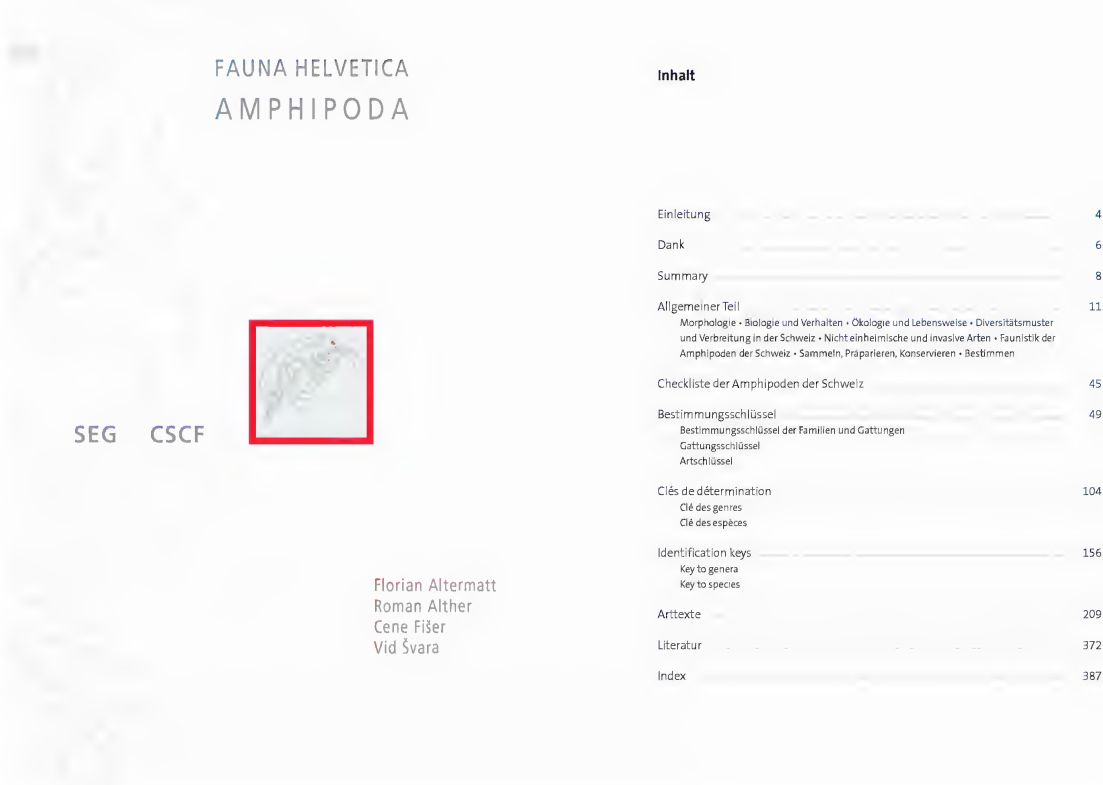 FAUNA HELVETICA
AMPHIPODA
SEG CSCF
Florian Altermatt
Roman Alther
Cene Fišer
Vid Švara
Inhalt
Einleitung 4
Dank 6
Summary 8
Allgemeiner Teil 11
Morphologie • Biologie und Verhalten • Ökologie und Lebensweise • Diversitätsmuster
und Verbreitung in der Schweiz • Nicht einheimische und invasive Arten • Faunistik der
Amphipoden der Schweiz • Sammeln, Präparieren, Konservieren • Bestimmen
Checkliste der Amphipoden der Schweiz 45
Bestimmungsschlüssel 49
Bestimmungsschlüssel der Familien und Gattungen
Gattungsschlüssel
Artschlüssel
Clés de détermination 104
Clé des genres
Clé des espèces
Identification keys 156
Key to genera
Key to species
Arttexte 209
Literatur 372
Index 387